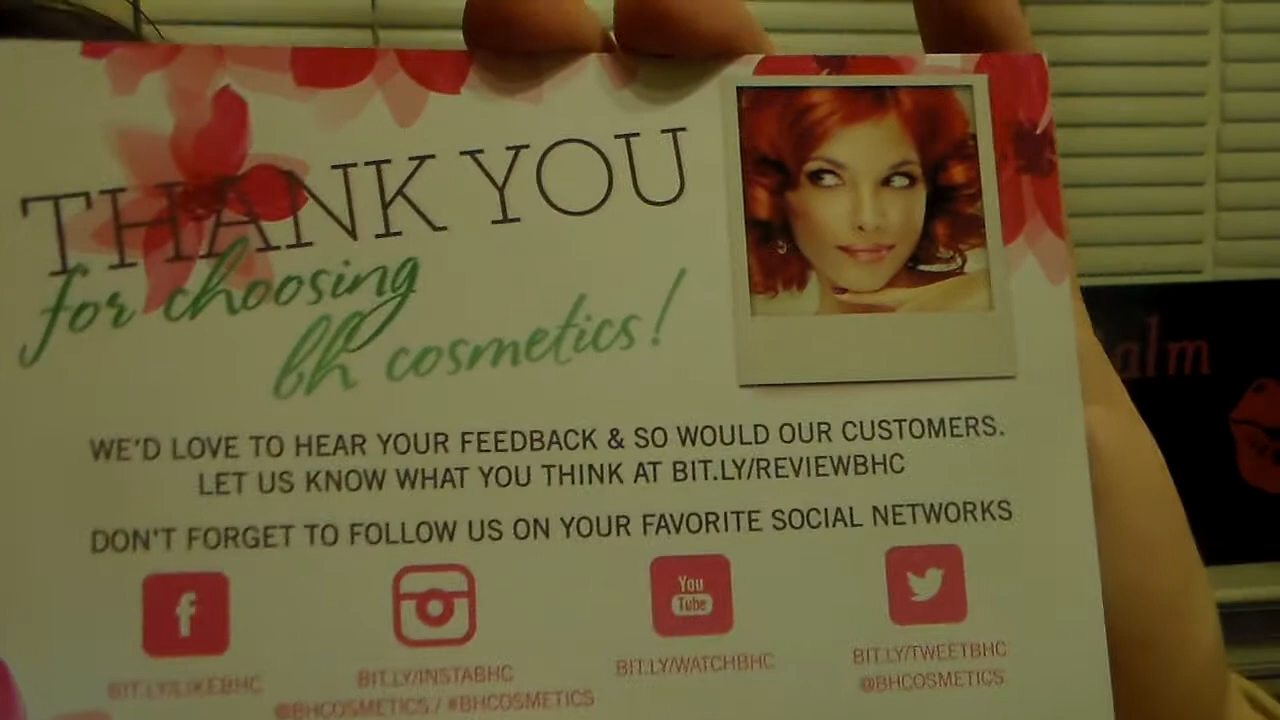 THANK YOU
for choosing
bh cosmetics!
WE'D LOVE TO HEAR YOUR FEEDBACK & SO WOULD OUR CUSTOMERS.
LET US KNOW WHAT YOU THINK AT BIT.LY/REVIEWBHC
DON'T FORGET TO FOLLOW US ON YOUR FAVORITE SOCIAL NETWORKS
f
You
Tube
BIT.LY/LIKEBHC
BIT.LY/INSTABHC
@BHCOSMETICS / #BHCOSMETICS
BIT.LY/WATCHBHC
BIT.LY/TWEETBHC
@BHCOSMETICS
alm